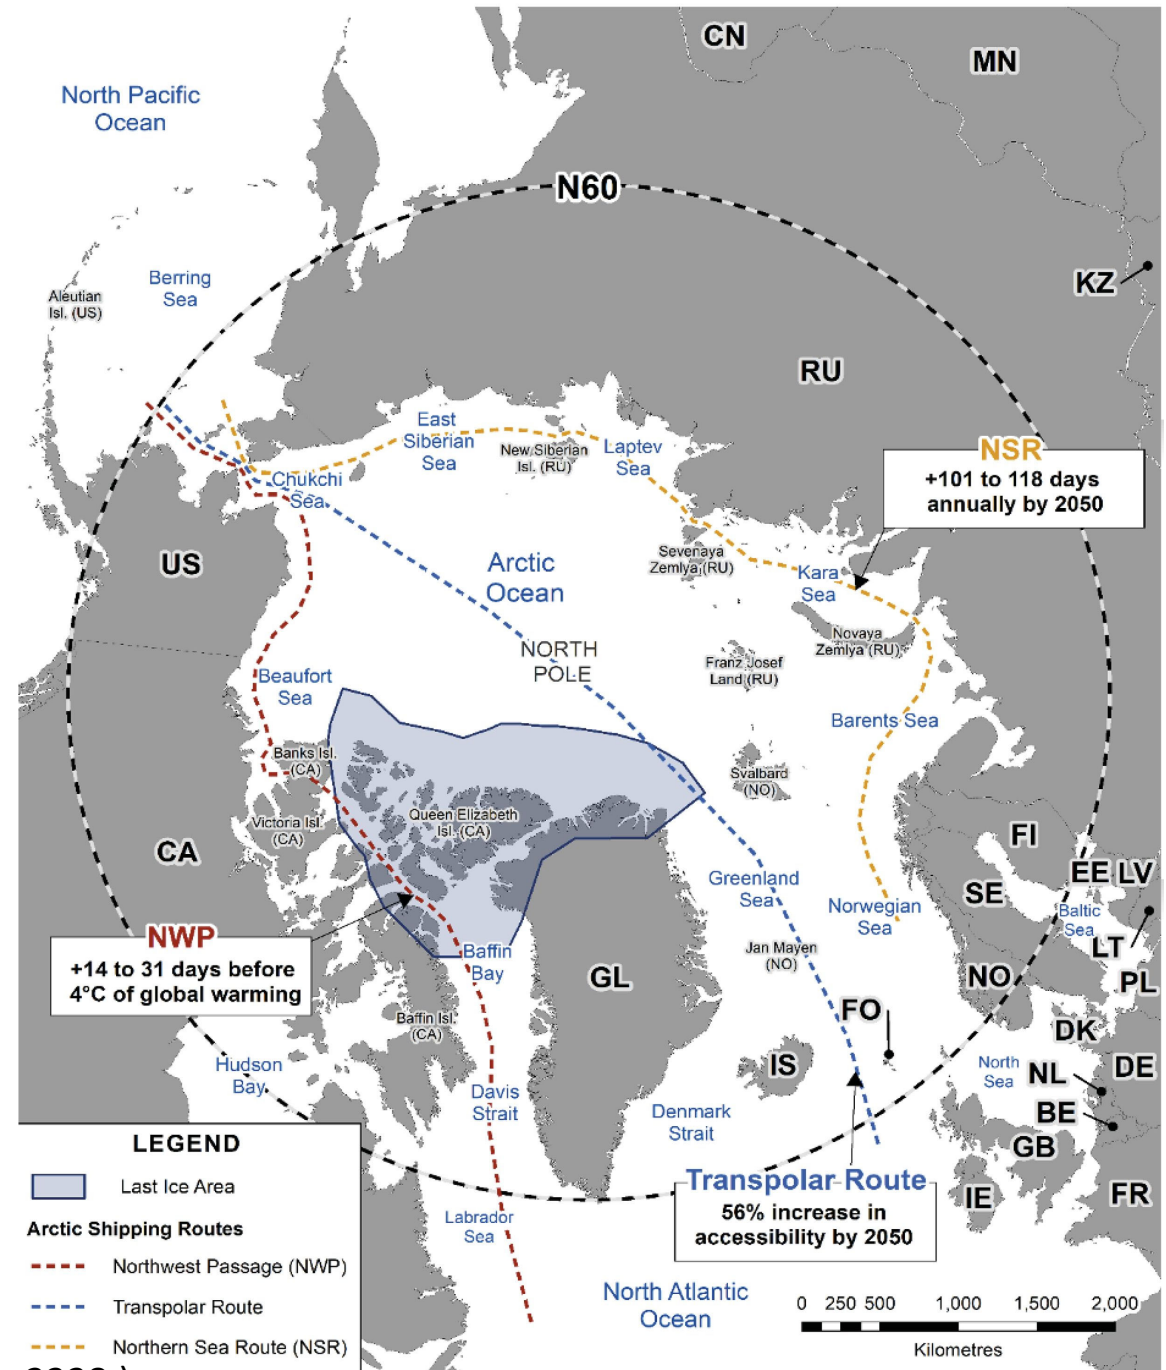 CN
MN
North Pacific
Ocean
N60
KZ
Berring
Sea
Aleutian
Isl. (US)
RU
East
Siberian
Sea
New Siberian
Isl. (RU)
Laptev
Sea
NSR
+101 to 118 days
annually by 2050
Chukchi
Sea
US
Arctic
Ocean
Sevenaya
Zemlya (RU)
Kara
Sea
NORTH
POLE
Novaya
Zemlya (RU)
Franz Josef
Land (RU)
Beaufort
Sea
Barents Sea
Banks Isl.
(CA)
Svalbard
(NO)
Victoria Isl.
(CA)
Queen Elizabeth
Isl. (CA)
CA
FI
EE
LV
Greenland
Sea
SE
Norwegian
Sea
Baltic
Sea
LT
NWP
+14 to 31 days before
4°C of global warming
Baffin
Bay
Jan Mayen
(NO)
GL
NO
PL
FO
DK
Baffin Isl.
(CA)
IS
Hudson
Bay
North
Sea
NL
DE
Davis
Strait
Denmark
Strait
BE
GB
LEGEND
Last Ice Area
Transpolar Route
56% increase in
accessibility by 2050
IE
FR
Labrador
Sea
Arctic Shipping Routes
Northwest Passage (NWP)
Transpolar Route
Northern Sea Route (NSR)
North Atlantic
Ocean
0 250 500 1,000 1,500 2,000
Kilometres